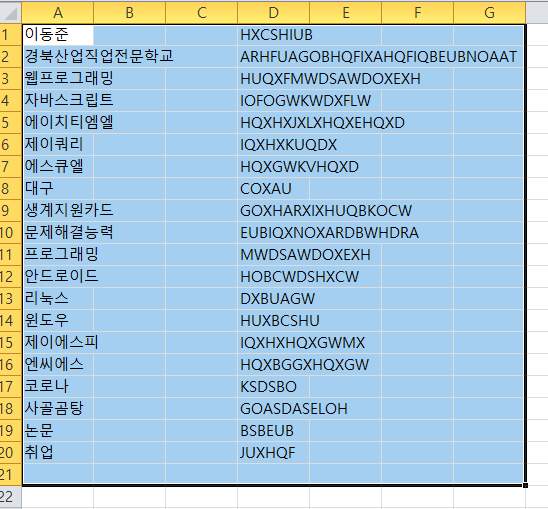 A B C D E F G
1 이동준 HXCSHIUB
2 경북산업직업전문학교 ARHFUAGOBHQFIXAHQFIQBEUBNOAAT
3 웹프로그래밍 HUQXFMWDSAWDOXEXH
4 자바스크립트 IOFOGWKWDXFLW
5 에이치티엠엘 HQXHXJXLXHQXEHQXD
6 제이쿼리 IQXHXKUQDX
7 에스큐엘 HQXGWKVHQXD
8 대구 COXAU
9 생계지원카드 GOXHARXIXHUQBKOCW
10 문제해결능력 EUBIQXNOXARDBWHDRA
11 프로그래밍 MWDSAWDOXEXH
12 안드로이드 HOBCWDSHXCW
13 리눅스 DXBUAGW
14 윈도우 HUXBCSHU
15 제이에스피 IQXHXHQXGWMX
16 엔씨에스 HQXBGGXHQXGW
17 코로나 KSDSBO
18 사골곰탕 GOASDASELOH
19 논문 BSBEUB
20 취업 JUXHQF
21
22